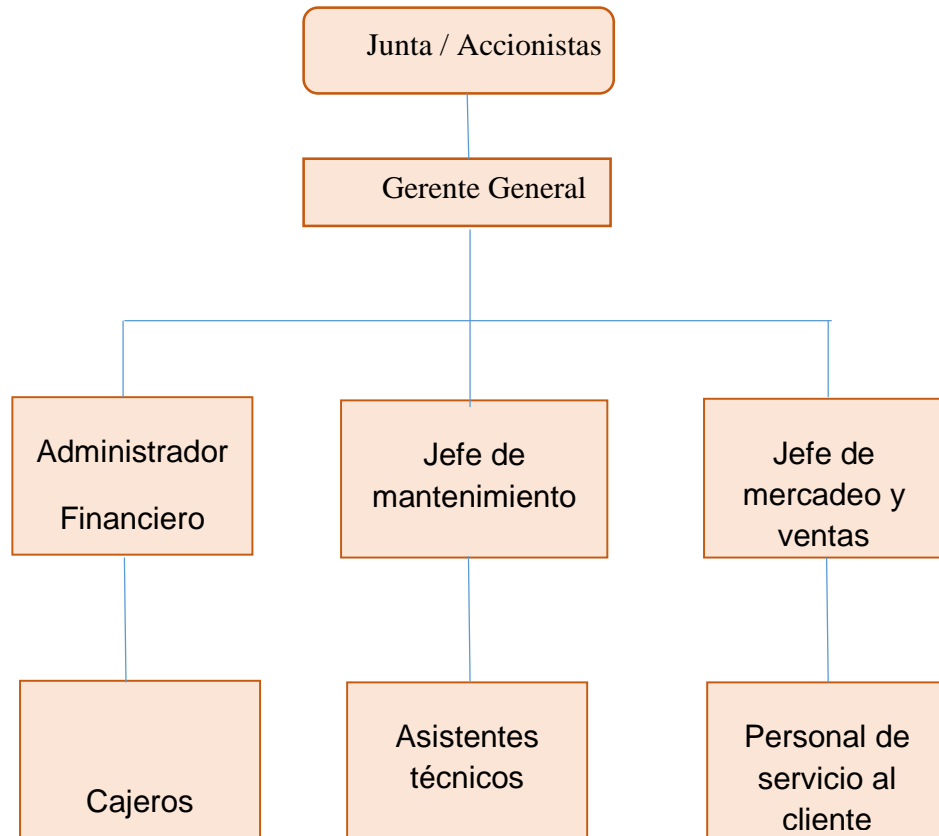 Junta / Accionistas
Gerente General
Administrador
Financiero
Jefe de
mantenimiento
Jefe de
mercadeo y
ventas
Cajeros
Asistentes
técnicos
Personal de
servicio al
cliente